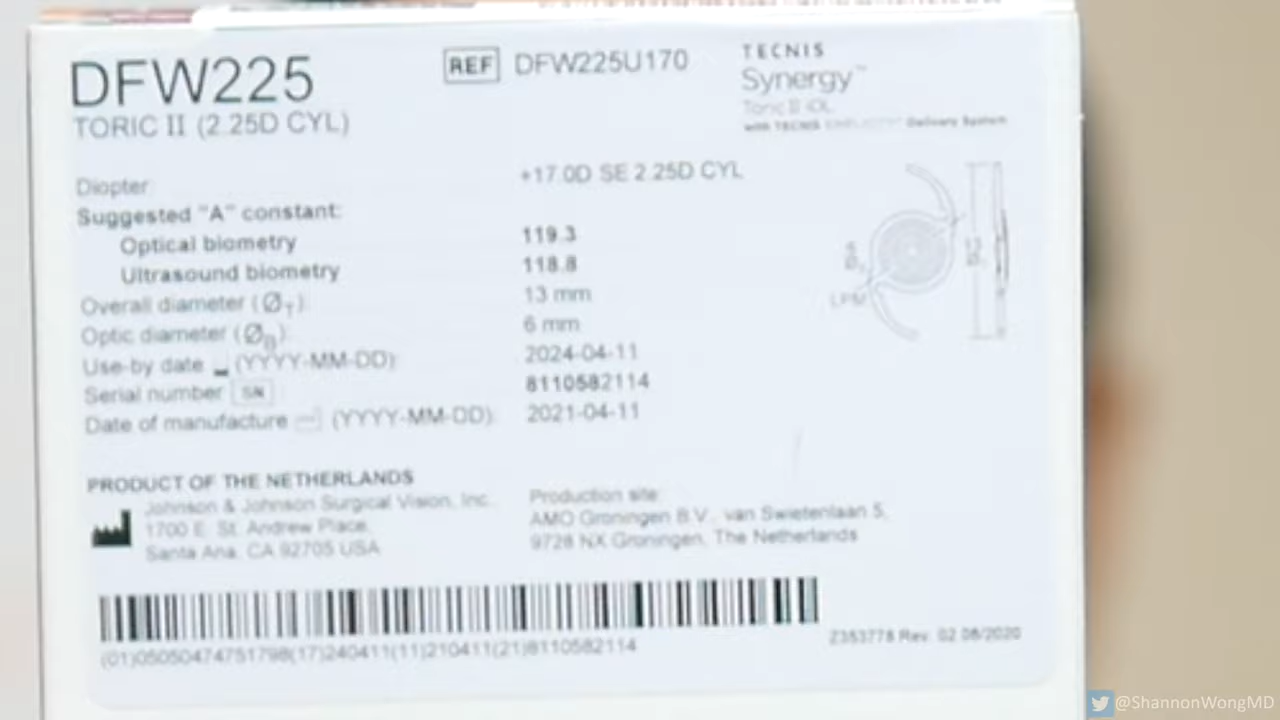 DFW225
TORIC II (2.25D CYL)
REF DFW225U170
TECNIS
Synergy™
Toric II IOL
with TECNIS SIMPLICITY™ Delivery System
Diopter: +17.0D SE 2.25D CYL
Suggested "A" constant:
Optical biometry 119.3
Ultrasound biometry 118.8
Overall diameter (Ø_T): 13 mm
Optic diameter (Ø_B): 6 mm
Use-by date (YYYY-MM-DD): 2024-04-11
Serial number SN 8110582114
Date of manufacture (YYYY-MM-DD): 2021-04-11
LPM
PRODUCT OF THE NETHERLANDS
Johnson & Johnson Surgical Vision, Inc.
1700 E. St. Andrew Place,
Santa Ana, CA 92705 USA
Production site:
AMO Groningen B.V., van Swietenlaan 5,
9728 NX Groningen, The Netherlands
(01)05050474751798(17)240411(11)210411(21)8110582114
Z353778 Rev. 02 08/2020
@ShannonWongMD